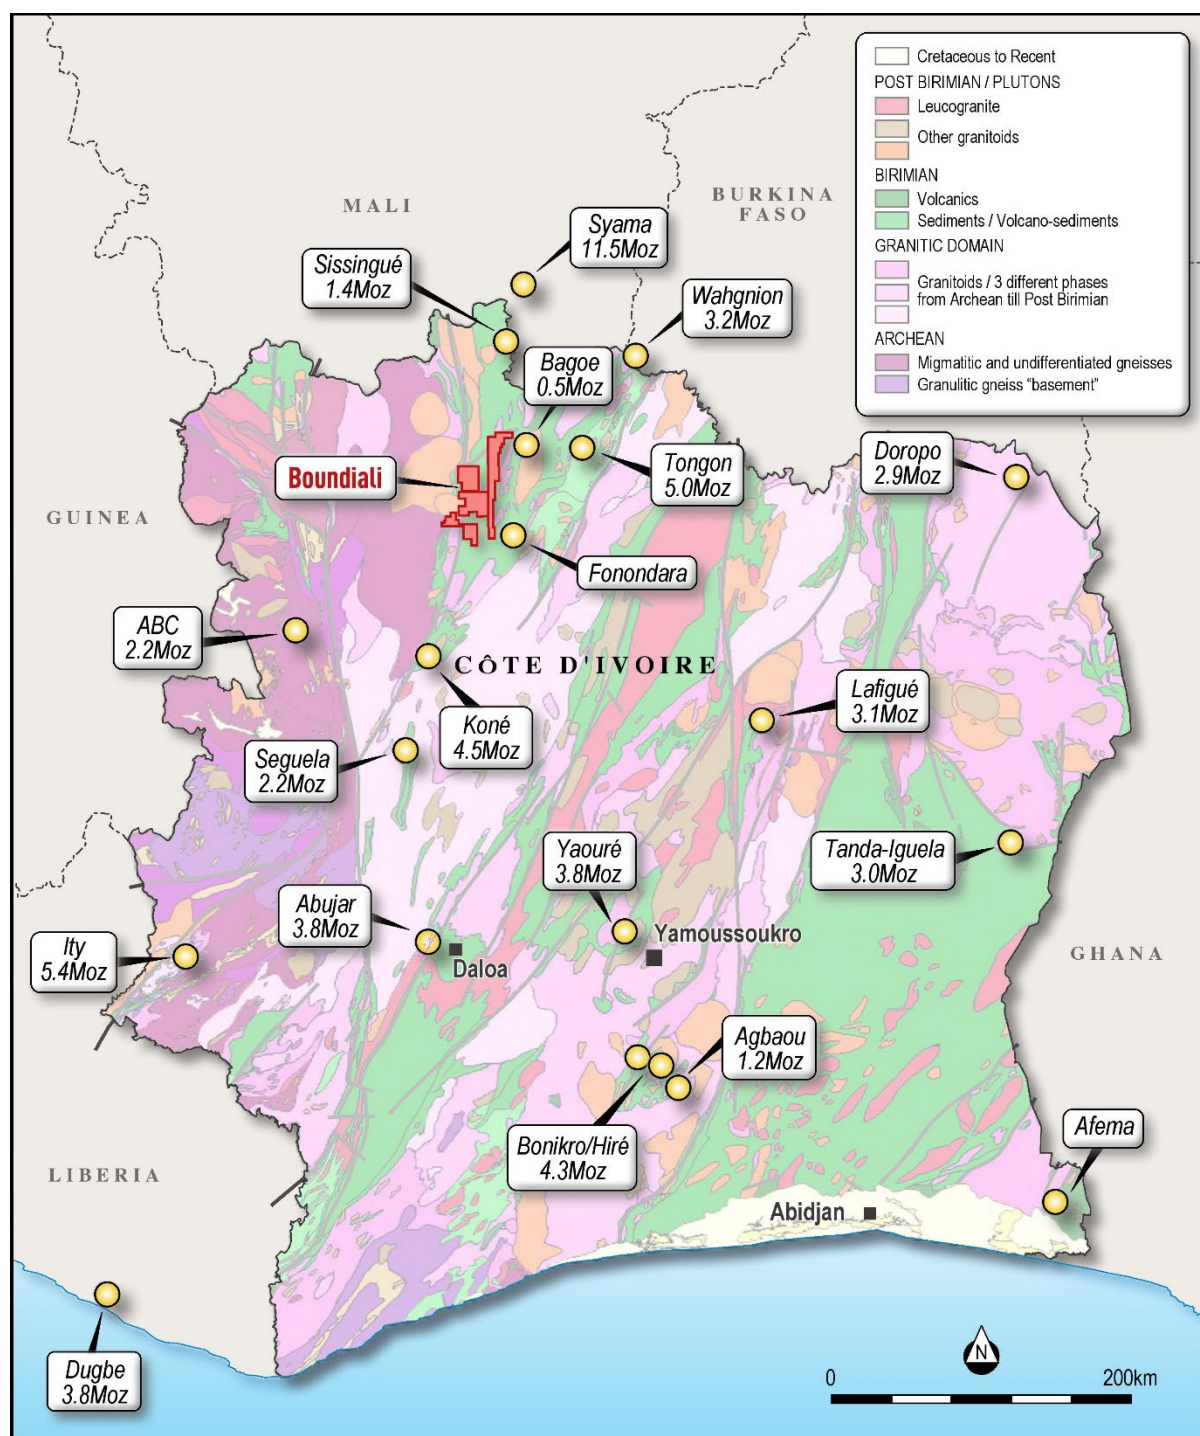 Cretaceous to Recent
POST BIRIMIAN / PLUTONS
Leucogranite
Other granitoids
BIRIMIAN
Volcanics
Sediments / Volcano-sediments
GRANITIC DOMAIN
Granitoids / 3 different phases
from Archean till Post Birimian
ARCHEAN
Migmatitic and undifferentiated gneisses
Granulitic gneiss “basement”
MALI
BURKINA
FASO
Syama
11.5Moz
Sissingué
1.4Moz
Wahgnion
3.2Moz
Bagoe
0.5Moz
Boundiali
Tongon
5.0Moz
Doropo
2.9Moz
GUINEA
Fonondara
ABC
2.2Moz
CÔTE D'IVOIRE
Koné
4.5Moz
Lafigué
3.1Moz
Seguela
2.2Moz
Yaouré
3.8Moz
Tanda-Iguela
3.0Moz
Abujar
3.8Moz
Ity
5.4Moz
Daloa
Yamoussoukro
GHANA
Agbaou
1.2Moz
Bonikro/Hiré
4.3Moz
Afema
LIBERIA
Abidjan
Dugbe
3.8Moz
N
0 200km